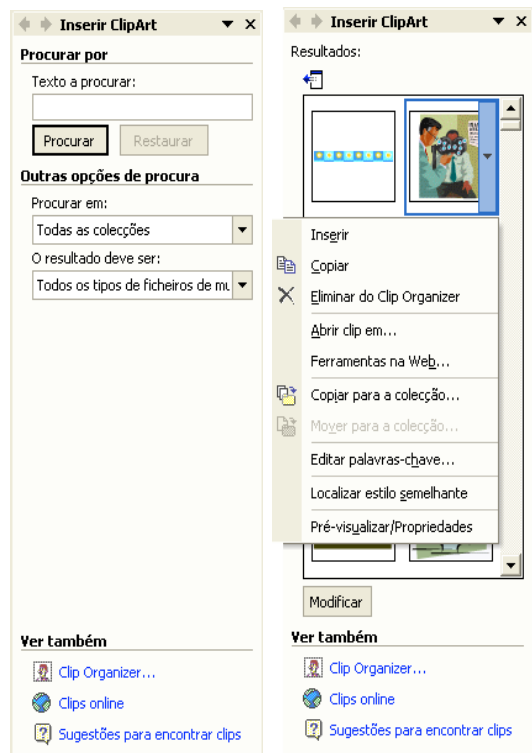 Inserir ClipArt
Procurar por
Texto a procurar:
Procurar
Restaurar
Outras opções de procura
Procurar em:
Todas as colecções
O resultado deve ser:
Todos os tipos de ficheiros de mu
Ver também
Clip Organizer...
Clips online
Sugestões para encontrar clips
Inserir ClipArt
Resultados:
Inserir
Copiar
Eliminar do Clip Organizer
Abrir clip em...
Ferramentas na Web...
Copiar para a colecção...
Mover para a colecção...
Editar palavras-chave...
Localizar estilo semelhante
Pré-visualizar/Propriedades
Modificar
Ver também
Clip Organizer...
Clips online
Sugestões para encontrar clips